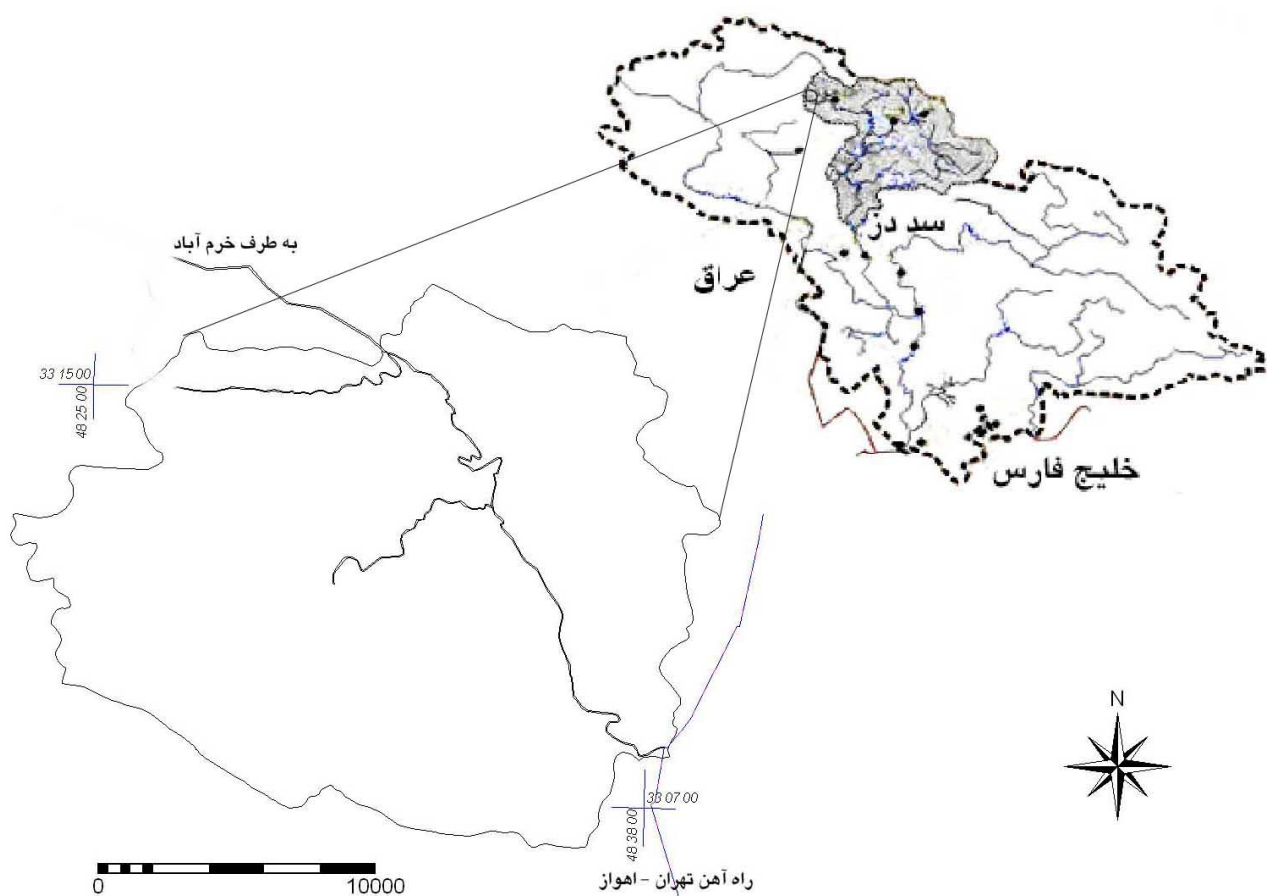 سد دز
عراق
به طرف خرم آباد
33 15 00
48 25 00
خلیج فارس
N
33 07 00
48 38 00
راه آهن تهران - اهواز
0
10000